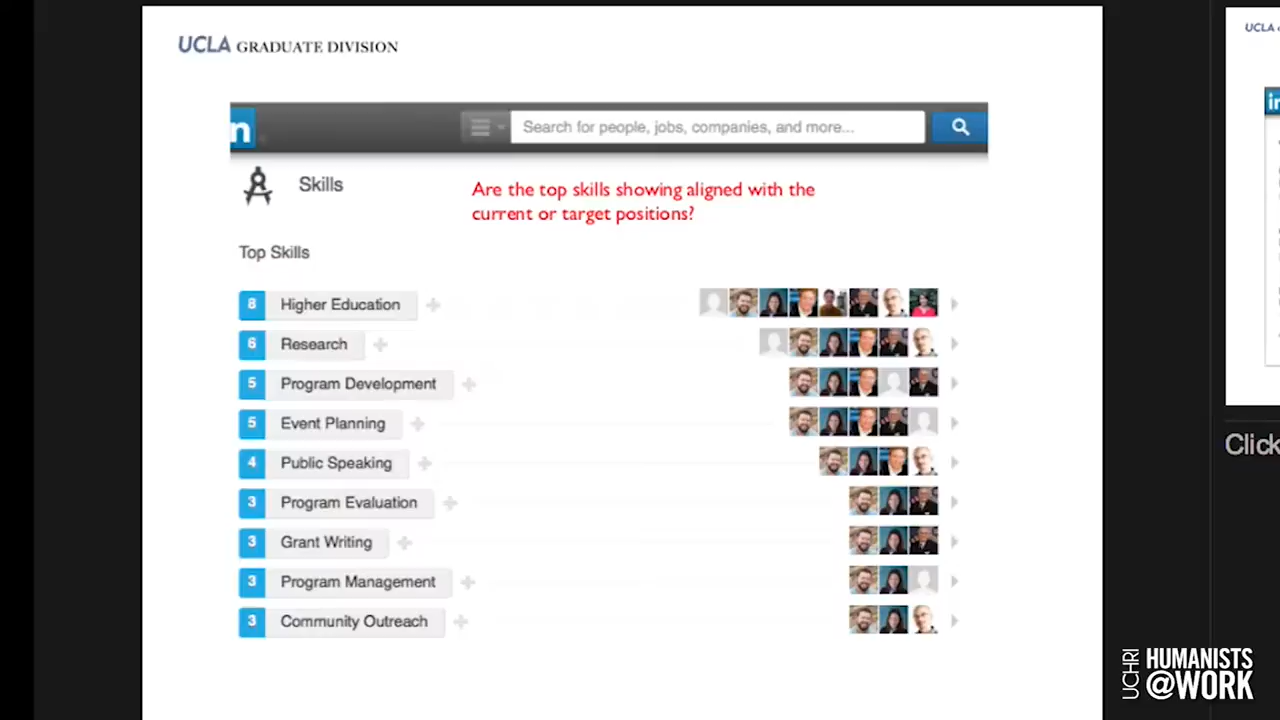 UCLA GRADUATE DIVISION
in
Search for people, jobs, companies, and more...
Skills
Are the top skills showing aligned with the
current or target positions?
Top Skills
8 Higher Education
6 Research
5 Program Development
5 Event Planning
4 Public Speaking
3 Program Evaluation
3 Grant Writing
3 Program Management
3 Community Outreach
UCLA
in
Click
UCHRI HUMANISTS
@WORK